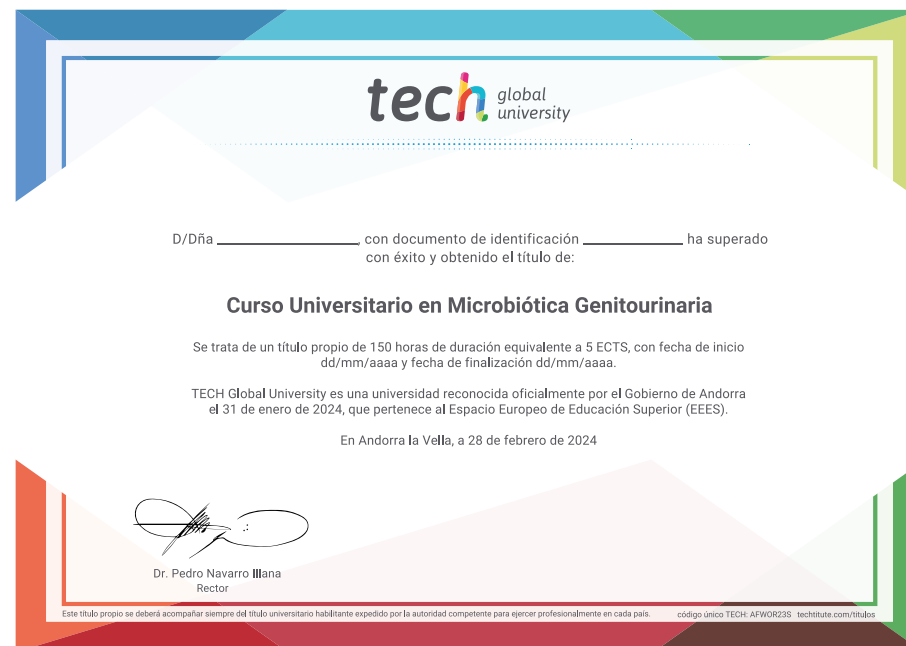 tech global university
D/Dña ____________________, con documento de identificación ______________ ha superado
con éxito y obtenido el título de:
Curso Universitario en Microbiótica Genitourinaria
Se trata de un título propio de 150 horas de duración equivalente a 5 ECTS, con fecha de inicio
dd/mm/aaaa y fecha de finalización dd/mm/aaaa.
TECH Global University es una universidad reconocida oficialmente por el Gobierno de Andorra
el 31 de enero de 2024, que pertenece al Espacio Europeo de Educación Superior (EEES).
En Andorra la Vella, a 28 de febrero de 2024
Dr. Pedro Navarro Illana
Rector
Este título propio se deberá acompañar siempre del título universitario habilitante expedido por la autoridad competente para ejercer profesionalmente en cada país. código único TECH: AFWOR23S techtitute.com/titulos